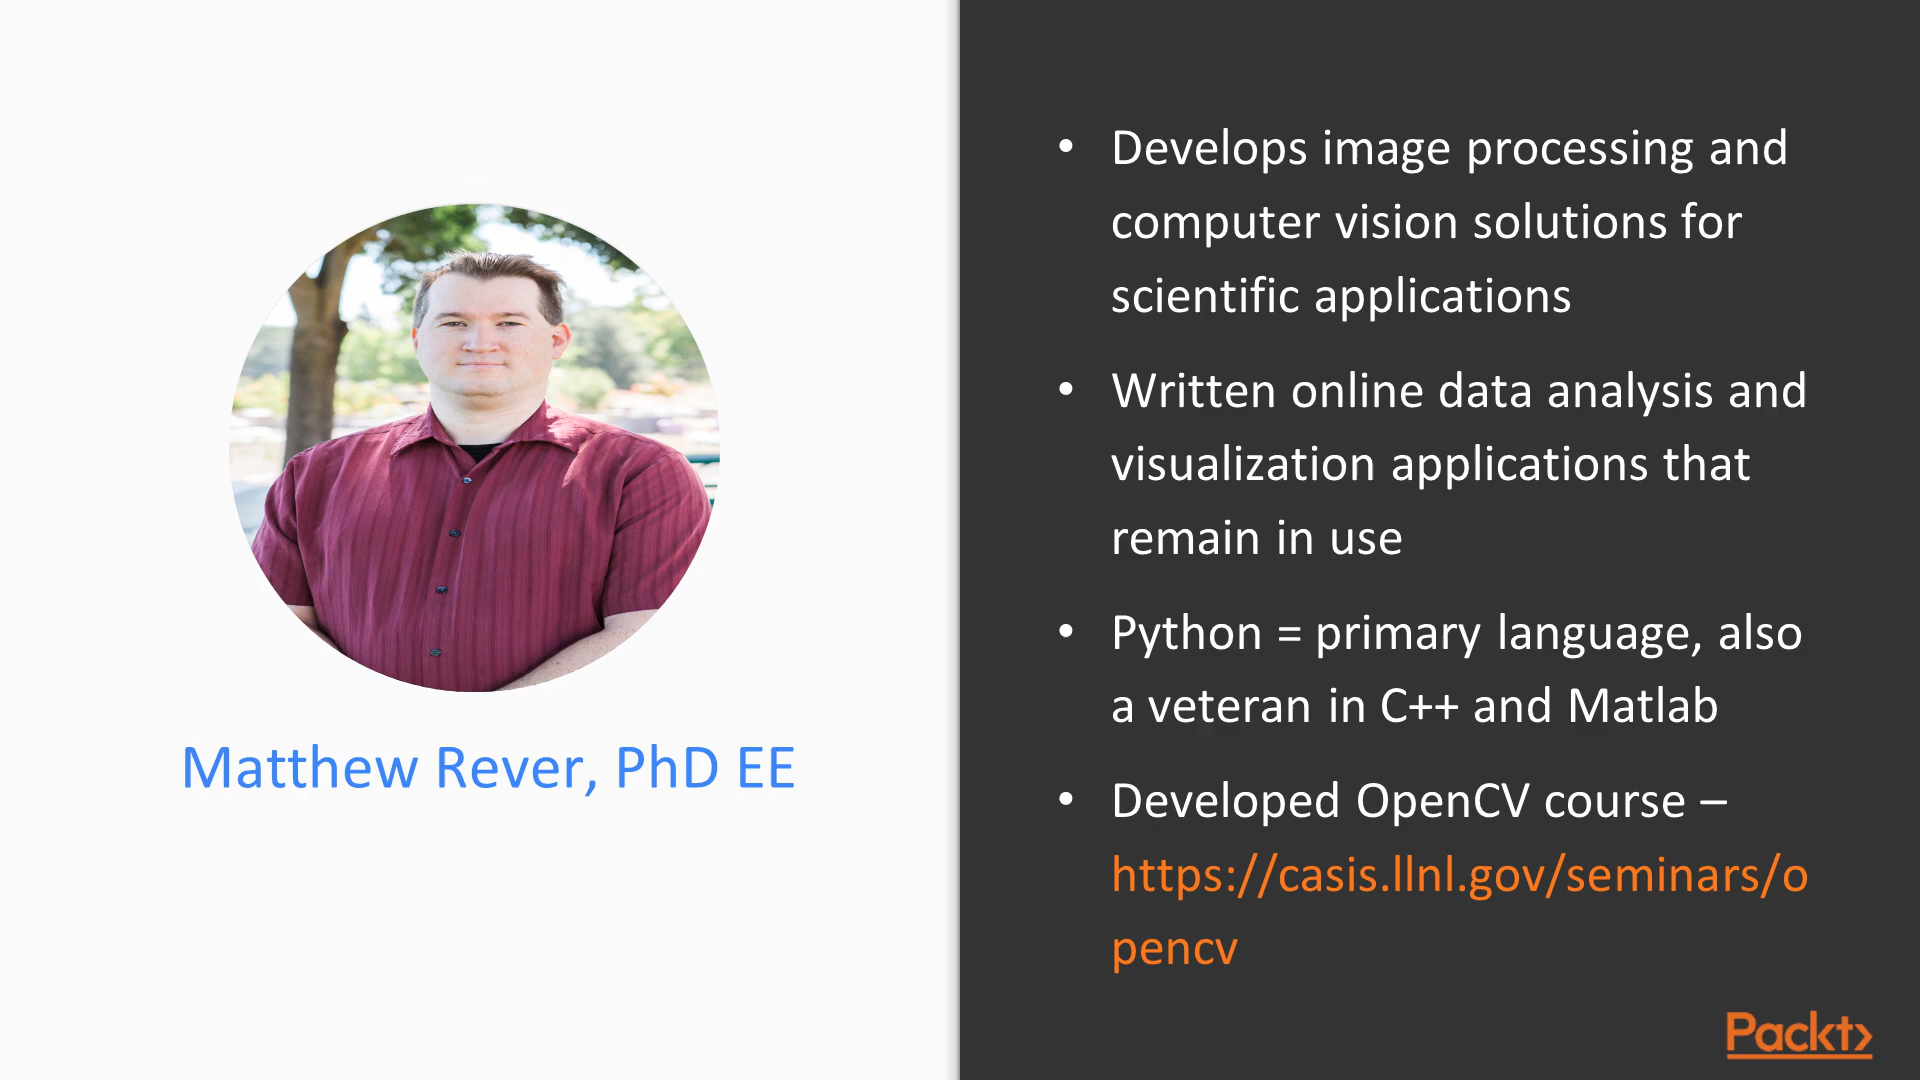 Matthew Rever, PhD EE
• Develops image processing and
computer vision solutions for
scientific applications
• Written online data analysis and
visualization applications that
remain in use
• Python = primary language, also
a veteran in C++ and Matlab
• Developed OpenCV course –
https://casis.llnl.gov/seminars/o
pencv
Packt>